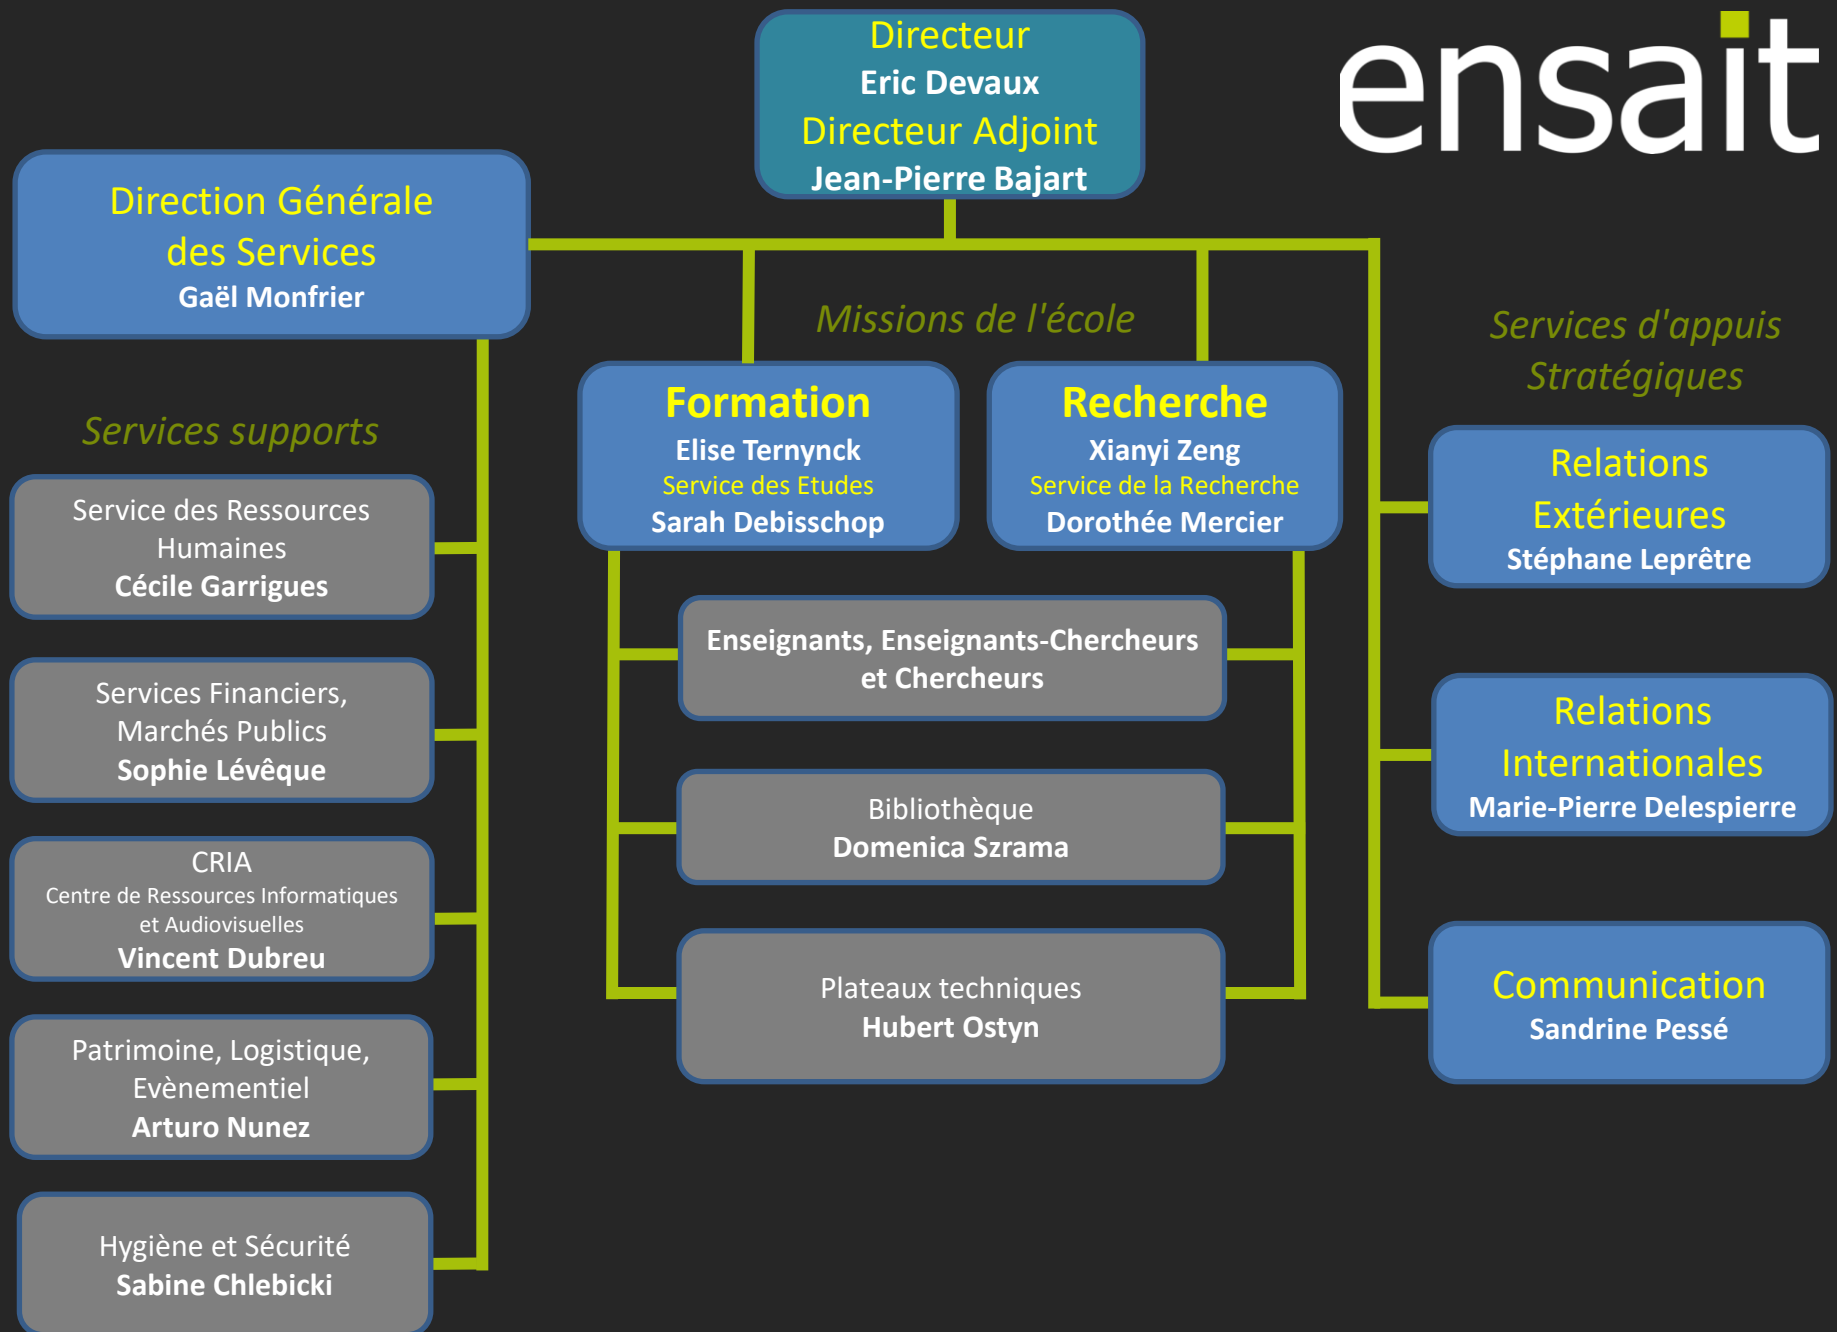 Directeur
Eric Devaux
Directeur Adjoint
Jean-Pierre Bajart
ensait
Direction Générale
des Services
Gaël Monfrier
Services supports
Service des Ressources
Humaines
Cécile Garrigues
Services Financiers,
Marchés Publics
Sophie Lévêque
CRIA
Centre de Ressources Informatiques
et Audiovisuelles
Vincent Dubreu
Patrimoine, Logistique,
Evènementiel
Arturo Nunez
Hygiène et Sécurité
Sabine Chlebicki
Missions de l'école
Formation
Elise Ternynck
Service des Etudes
Sarah Debisschop
Recherche
Xianyi Zeng
Service de la Recherche
Dorothée Mercier
Enseignants, Enseignants-Chercheurs
et Chercheurs
Bibliothèque
Domenica Szrama
Plateaux techniques
Hubert Ostyn
Services d'appuis
Stratégiques
Relations
Extérieures
Stéphane Leprêtre
Relations
Internationales
Marie-Pierre Delespierre
Communication
Sandrine Pessé